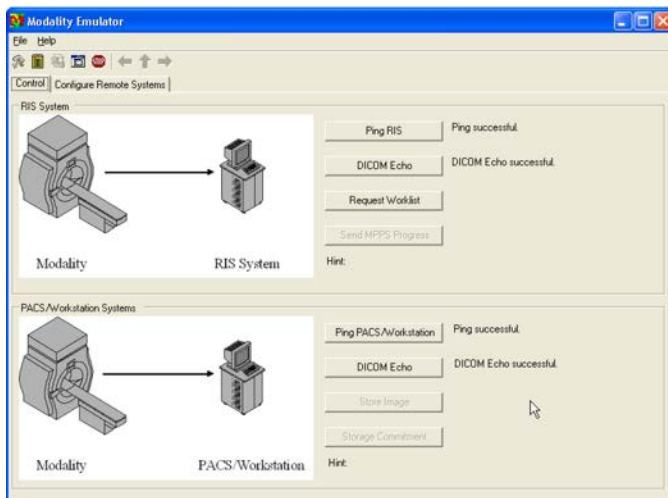 Modality Emulator
File Help
Control Configure Remote Systems
RIS System
Ping RIS Ping successful.
DICOM Echo DICOM Echo successful.
Request Worklist
Send MPPS Progress
Modality RIS System Hint:
PACS/Workstation Systems
Ping PACS/Workstation Ping successful.
DICOM Echo DICOM Echo successful.
Store Image
Storage Commitment
Modality PACS/Workstation Hint: